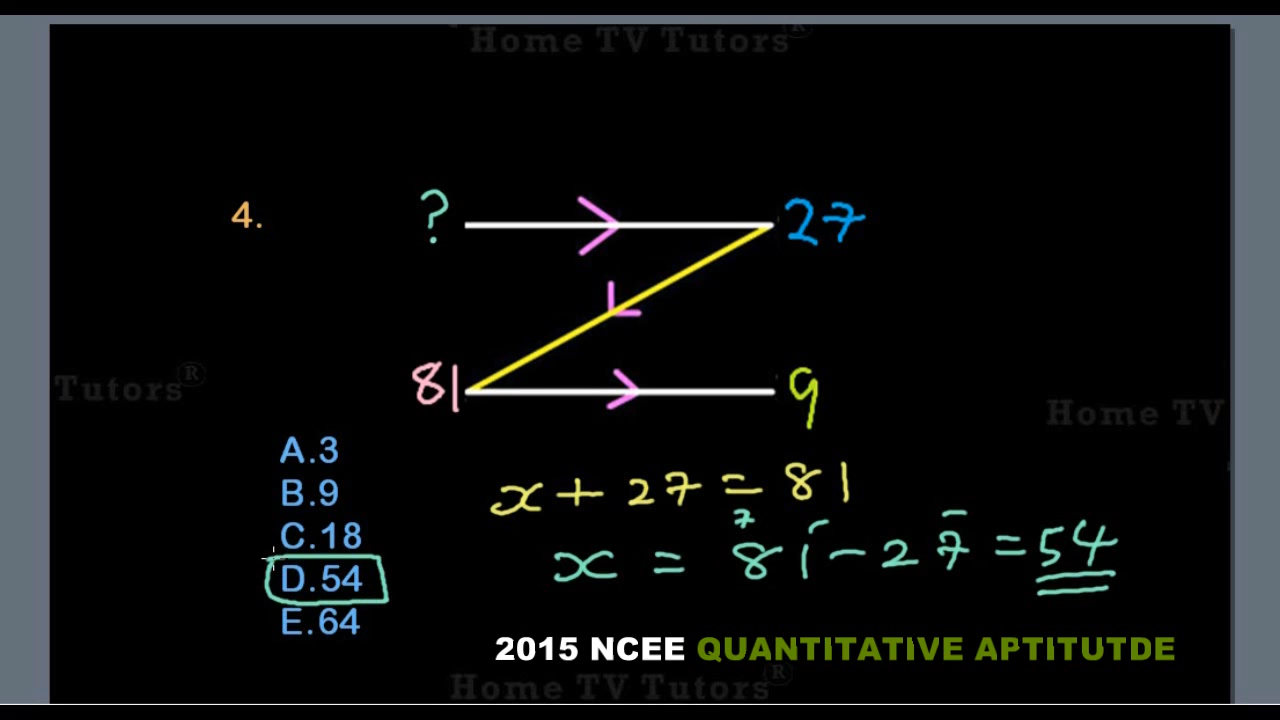 Home TV Tutors®
4.
? 27
81 9
Tutors®
Home TV
A.3
B.9
C.18
D.54
E.64
x + 27 = 81
7
x = 81 - 27 = 54
2015 NCEE QUANTITATIVE APTITUTDE
Home TV Tutors®